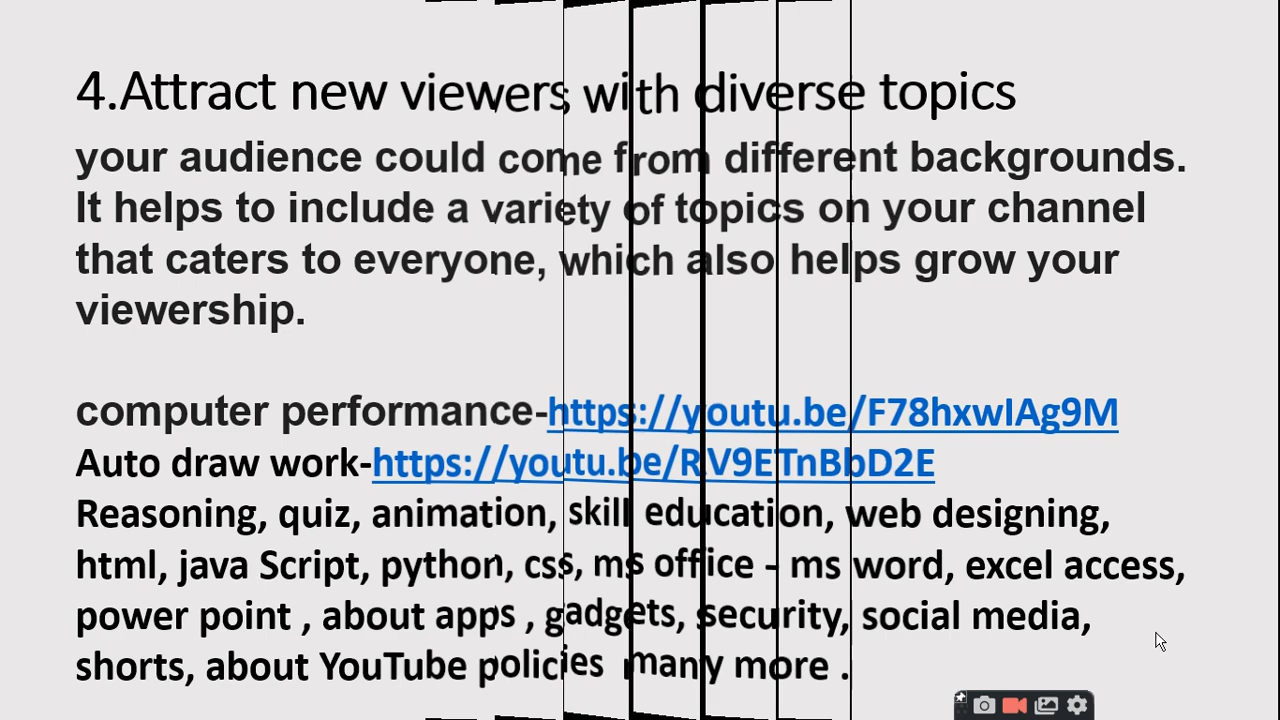 4.Attract new viewers with diverse topics
your audience could come from different backgrounds.
It helps to include a variety of topics on your channel
that caters to everyone, which also helps grow your
viewership.
computer performance-https://youtu.be/F78hxwIAg9M
Auto draw work-https://youtu.be/RV9ETnBbD2E
Reasoning, quiz, animation, skill education, web designing,
html, java Script, python, css, ms office – ms word, excel access,
power point , about apps , gadgets, security, social media,
shorts, about YouTube policies many more .